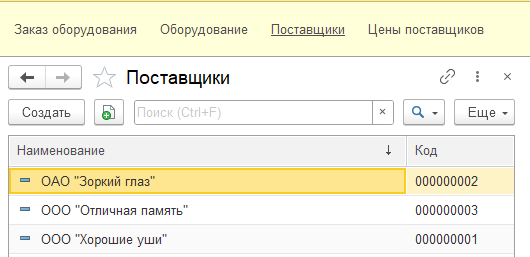 Заказ оборудования Оборудование Поставщики Цены поставщиков
Поставщики
Создать Поиск (Ctrl+F) × Еще
Наименование ↓ Код
ОАО "Зоркий глаз" 000000002
ООО "Отличная память" 000000003
ООО "Хорошие уши" 000000001